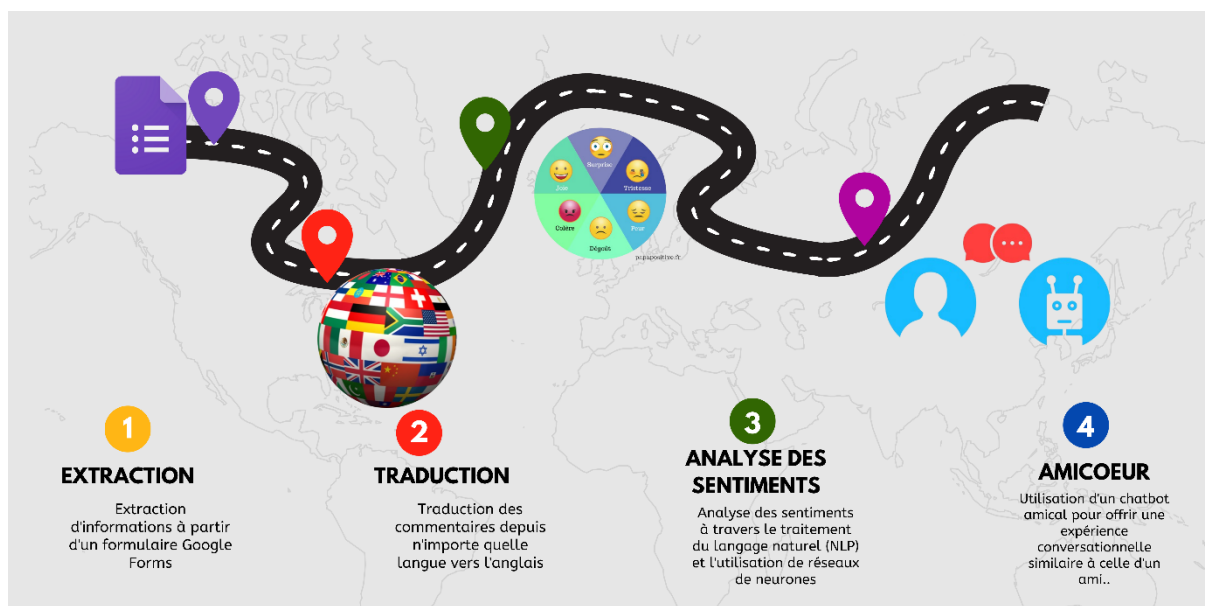 Surprise
Joie
Tristesse
Colère
Peur
Dégoût
papapositive.fr
1
EXTRACTION
Extraction
d'informations à partir
d'un formulaire Google
Forms
2
TRADUCTION
Traduction des
commentaires depuis
n'importe quelle
langue vers l'anglais
3
ANALYSE DES
SENTIMENTS
Analyse des sentiments
à travers le traitement
du langage naturel (NLP)
et l'utilisation de réseaux
de neurones
4
AMICOEUR
Utilisation d'un chatbot
amical pour offrir une
expérience
conversationnelle
similaire à celle d'un
ami..